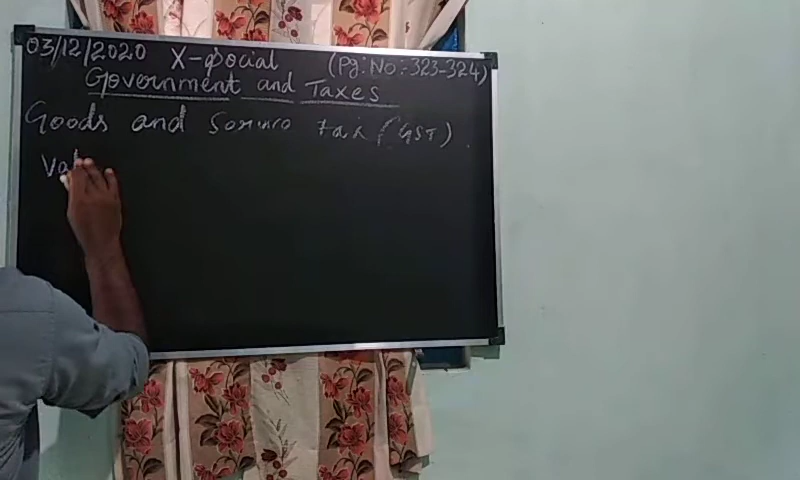 03/12/2020 X-social (Pg: No: 323-324)
Government and Taxes
Goods and Service tax (GST)
Val